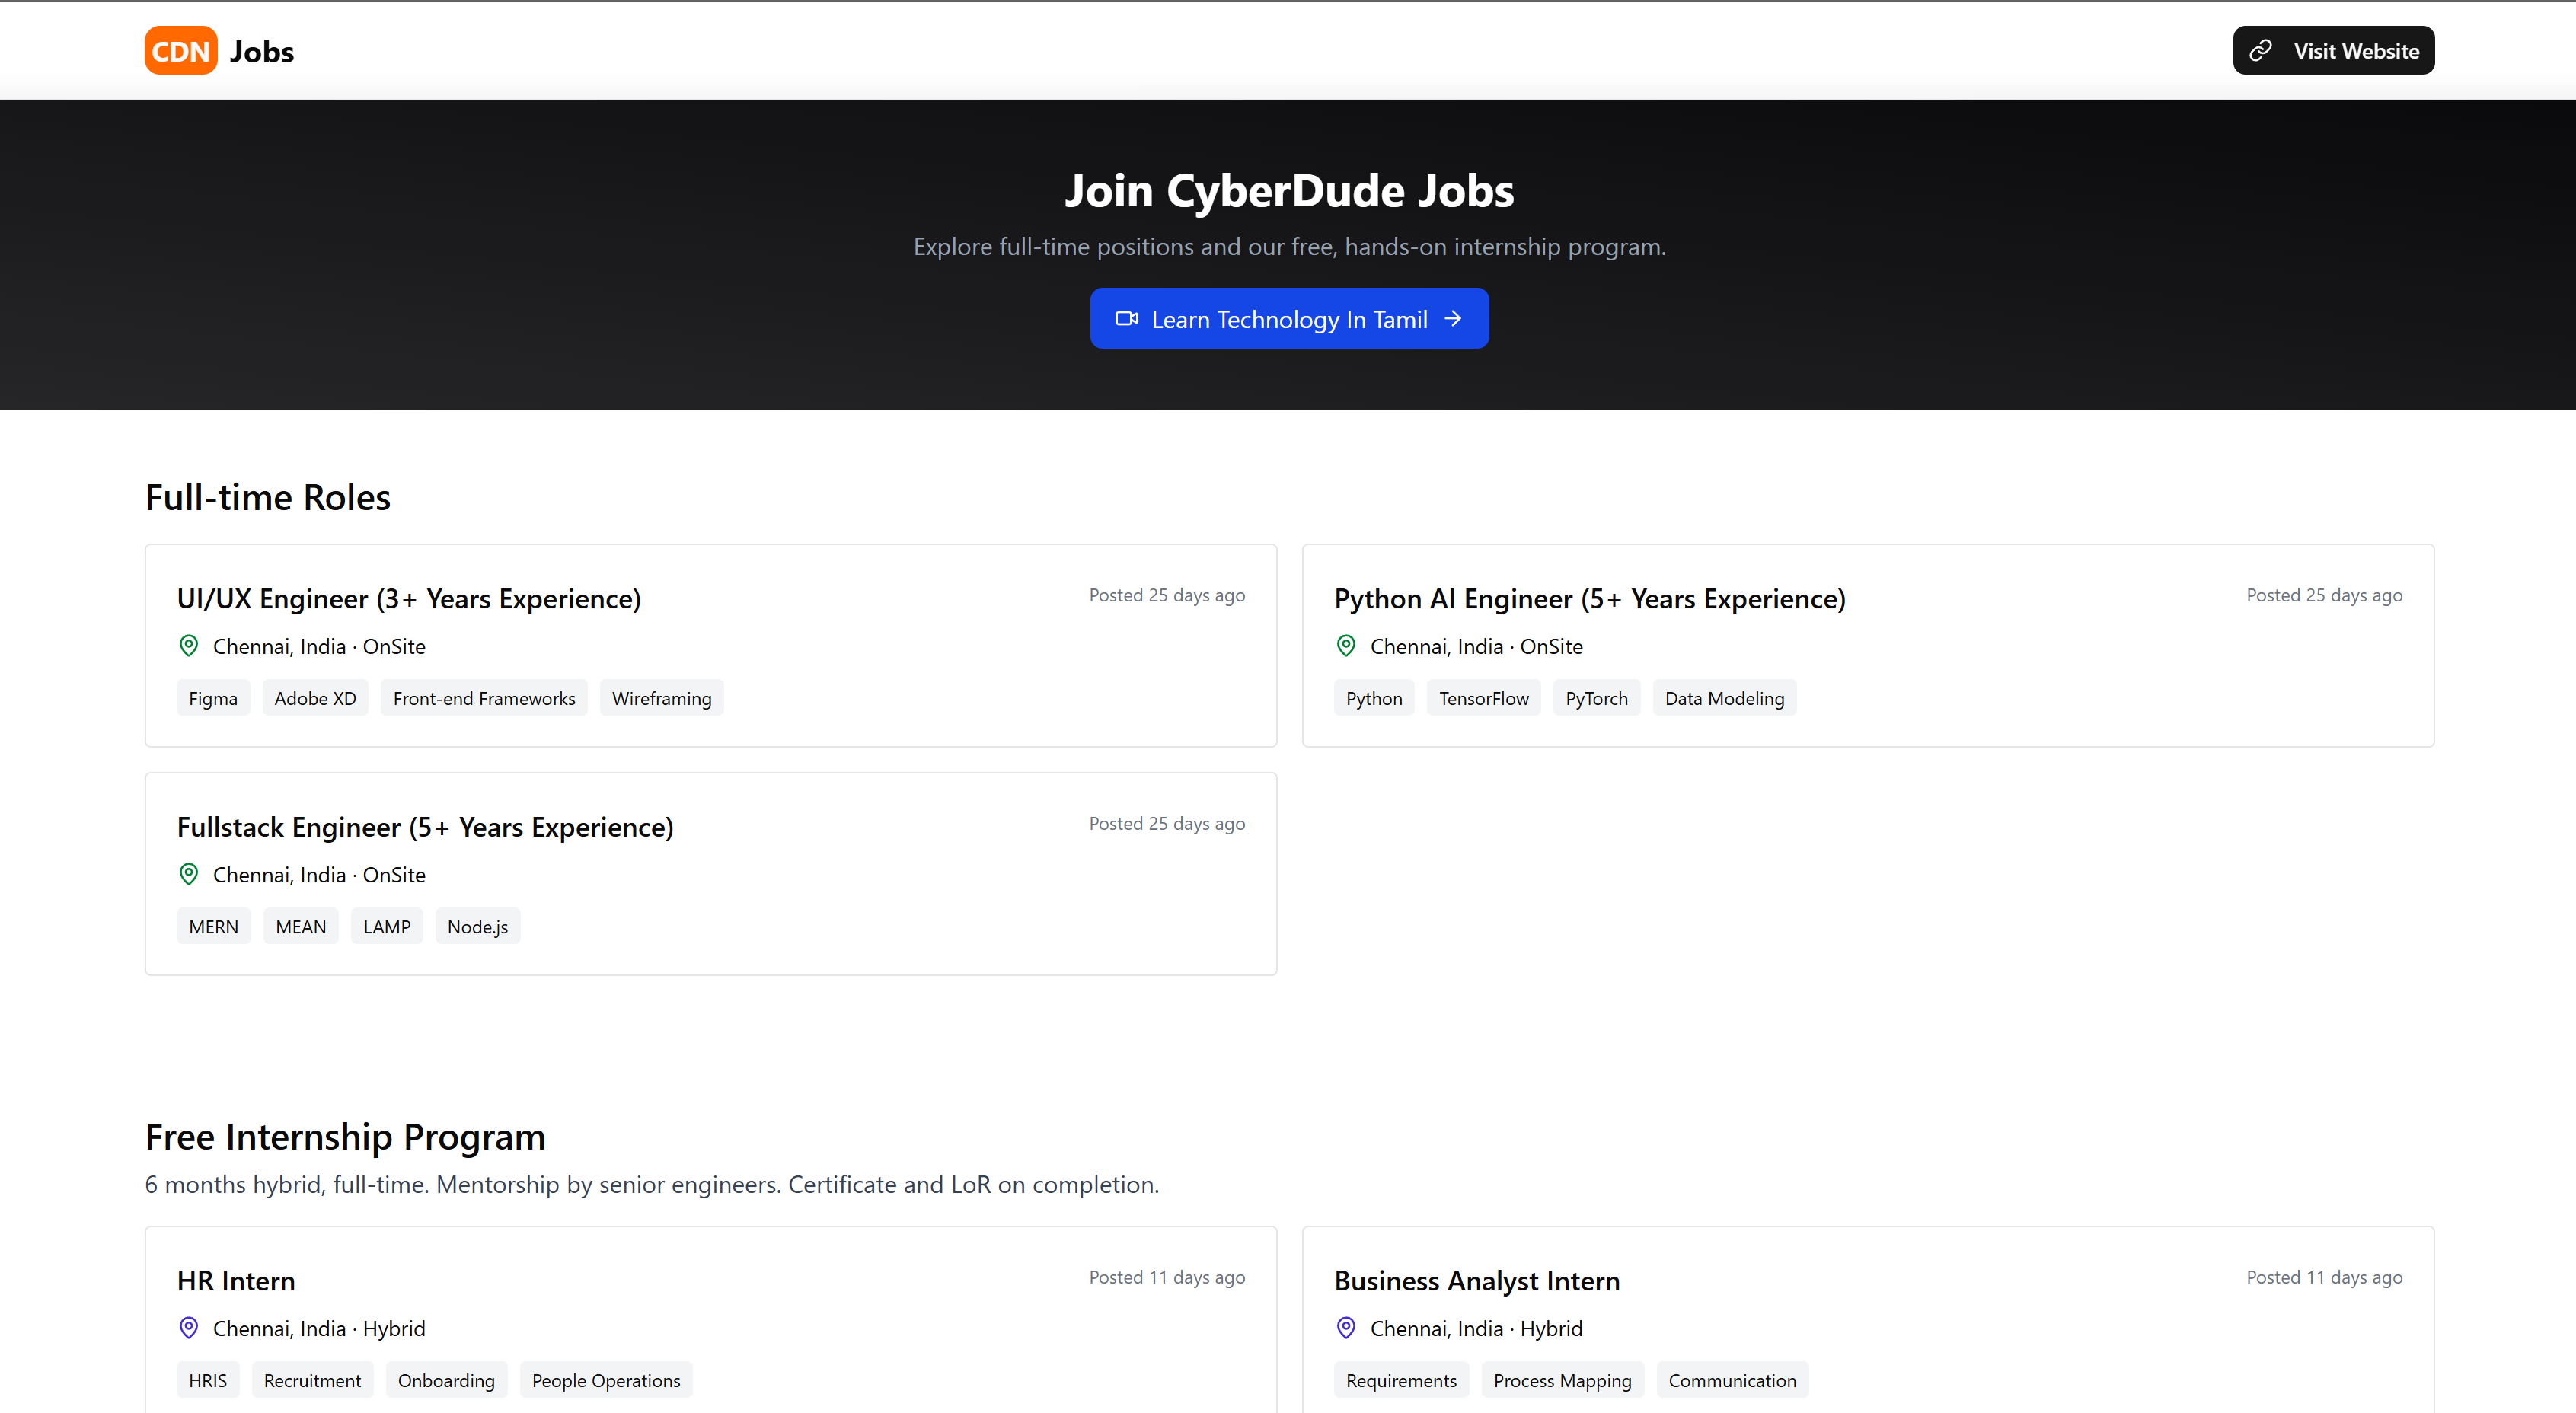 CDN Jobs
Visit Website
Join CyberDude Jobs
Explore full-time positions and our free, hands-on internship program.
Learn Technology In Tamil
Full-time Roles
UI/UX Engineer (3+ Years Experience)
Posted 25 days ago
Chennai, India · OnSite
Figma Adobe XD Front-end Frameworks Wireframing
Python AI Engineer (5+ Years Experience)
Posted 25 days ago
Chennai, India · OnSite
Python TensorFlow PyTorch Data Modeling
Fullstack Engineer (5+ Years Experience)
Posted 25 days ago
Chennai, India · OnSite
MERN MEAN LAMP Node.js
Free Internship Program
6 months hybrid, full-time. Mentorship by senior engineers. Certificate and LoR on completion.
HR Intern
Posted 11 days ago
Chennai, India · Hybrid
HRIS Recruitment Onboarding People Operations
Business Analyst Intern
Posted 11 days ago
Chennai, India · Hybrid
Requirements Process Mapping Communication